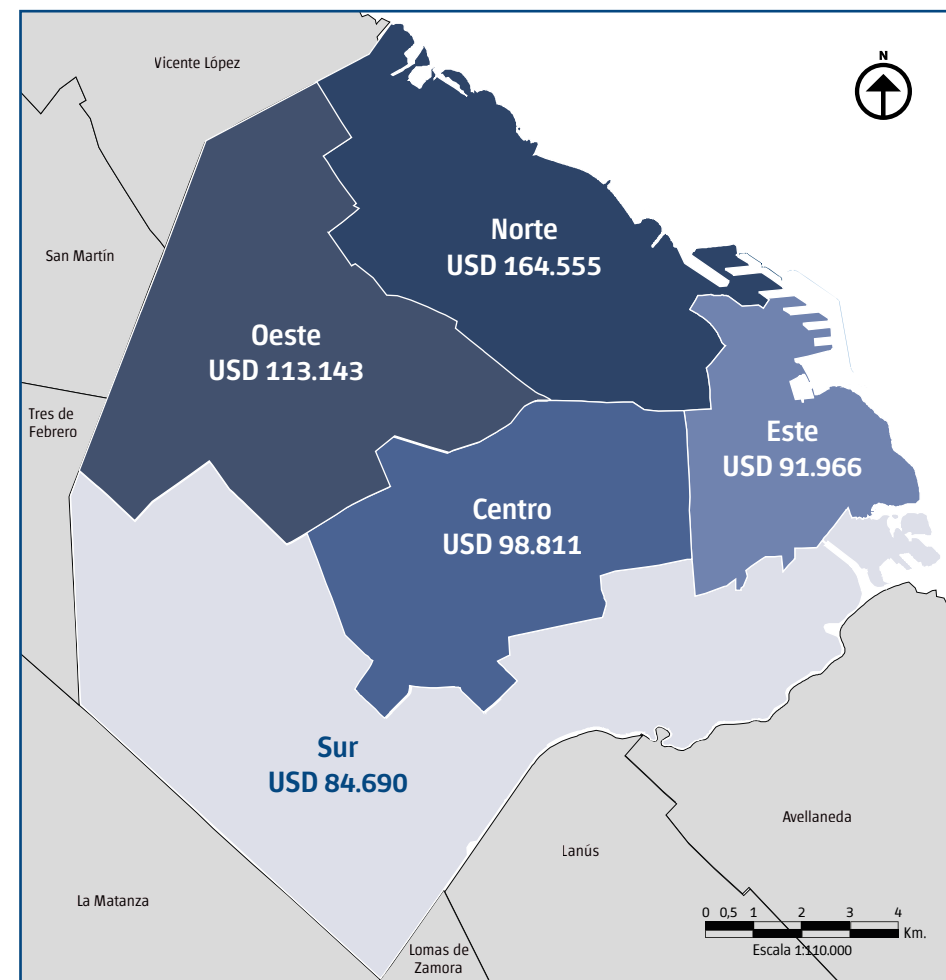 Vicente López
N
San Martín
Norte
USD 164.555
Oeste
USD 113.143
Tres de
Febrero
Este
USD 91.966
Centro
USD 98.811
Sur
USD 84.690
Avellaneda
Lanús
La Matanza
0 0,5 1 2 3 4
Km.
Escala 1:110.000
Lomas de
Zamora